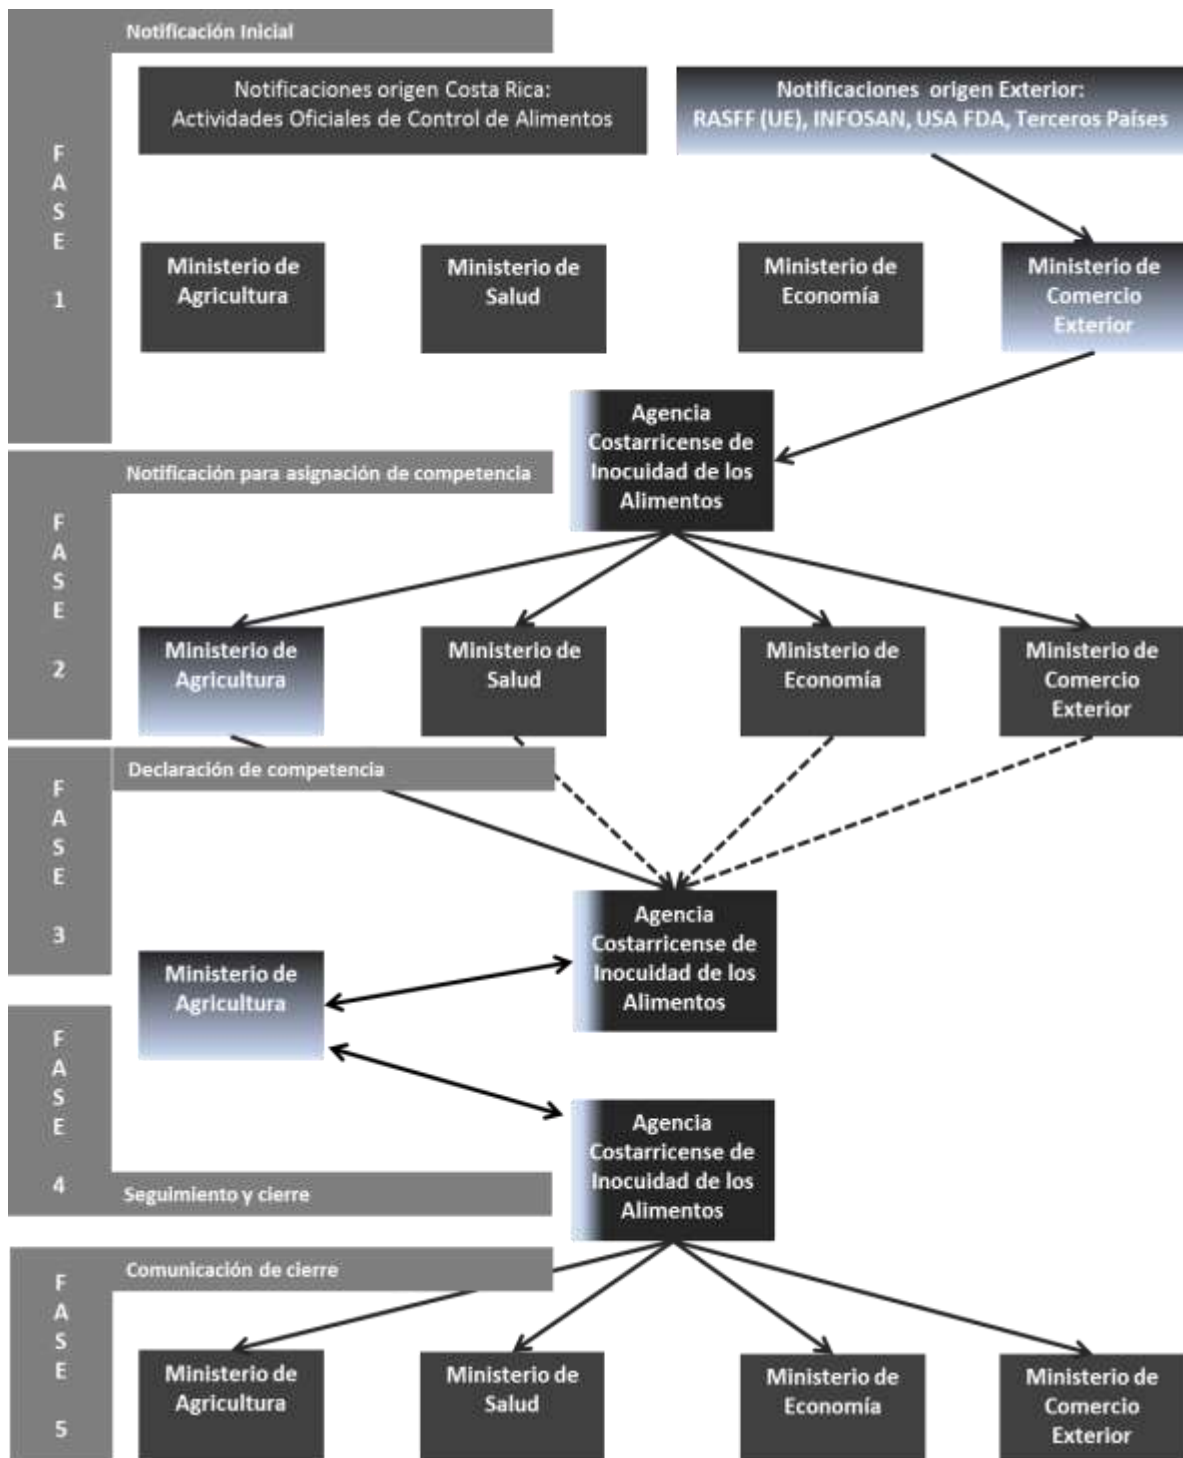 Notificación Inicial
F
A
S
E
1
Notificaciones origen Costa Rica:
Actividades Oficiales de Control de Alimentos
Notificaciones origen Exterior:
RASFF (UE), INFOSAN, USA FDA, Terceros Países
Ministerio de
Agricultura
Ministerio de
Salud
Ministerio de
Economía
Ministerio de
Comercio
Exterior
Agencia
Costarricense de
Inocuidad de los
Alimentos
Notificación para asignación de competencia
F
A
S
E
2
Ministerio de
Agricultura
Ministerio de
Salud
Ministerio de
Economía
Ministerio de
Comercio
Exterior
Declaración de competencia
F
A
S
E
3
Agencia
Costarricense de
Inocuidad de los
Alimentos
Ministerio de
Agricultura
F
A
S
E
4
Agencia
Costarricense de
Inocuidad de los
Alimentos
Seguimiento y cierre
Comunicación de cierre
F
A
S
E
5
Ministerio de
Agricultura
Ministerio de
Salud
Ministerio de
Economía
Ministerio de
Comercio
Exterior